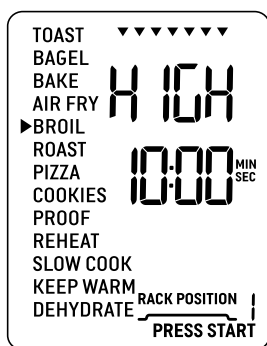 TOAST
BAGEL
BAKE
AIR FRY
HIGH
BROIL
ROAST
PIZZA
10:00 MIN SEC
COOKIES
PROOF
REHEAT
SLOW COOK
KEEP WARM
DEHYDRATE
RACK POSITION 1
PRESS START